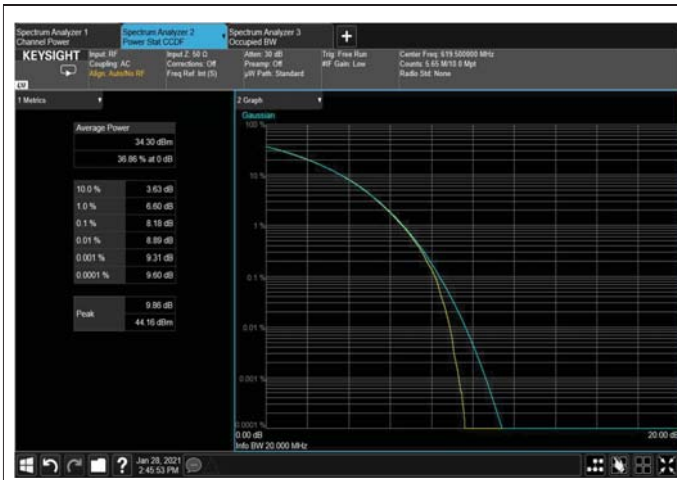 Spectrum Analyzer 1
Channel Power
Spectrum Analyzer 2
Power Stat CCDF
Spectrum Analyzer 3
Occupied BW
KEYSIGHT
Input: RF
Coupling: AC
Align: Auto/No RF
Input Z: 50 Ω
Corrections: Off
Freq Ref: Int (S)
Atten: 30 dB
Preamp: Off
µW Path: Standard
Trig: Free Run
#IF Gain: Low
Center Freq: 619.500000 MHz
Counts: 5.65 M/10.0 Mpt
Radio Std: None
1 Metrics
2 Graph
Average Power
34.30 dBm
36.86 % at 0 dB
10.0 % 3.63 dB
1.0 % 6.60 dB
0.1 % 8.18 dB
0.01 % 8.89 dB
0.001 % 9.31 dB
0.0001 % 9.60 dB
Peak
9.86 dB
44.16 dBm
Gaussian
100 %
10 %
1 %
0.1 %
0.01 %
0.001 %
0.0001 %
0.00 dB
20.00 dB
Info BW 20.000 MHz
Jan 28, 2021
2:45:53 PM